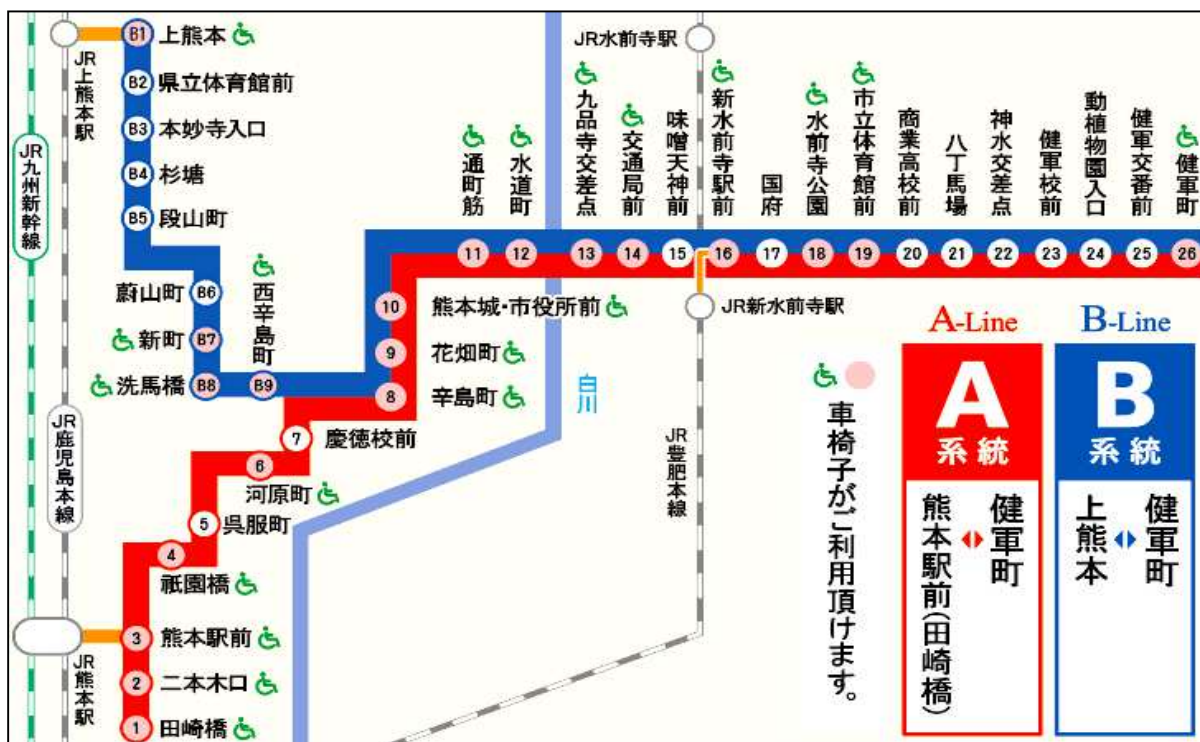 B1 上熊本
B2 県立体育館前
B3 本妙寺入口
B4 杉塘
B5 段山町
蔚山町 B6
新町 B7
洗馬橋 B8
B9 西辛島町
JR上熊本駅
JR九州新幹線
JR鹿児島本線
JR熊本駅
10 熊本城・市役所前
9 花畑町
8 辛島町
7 慶徳校前
6 河原町
5 呉服町
4 祇園橋
3 熊本駅前
2 二本木口
1 田崎橋
11 通町筋
12 水道町
13 九品寺交差点
14 交通局前
15 味噌天神前
16 新水前寺駅前
17 国府
18 水前寺公園
19 市立体育館前
20 商業高校前
21 八丁馬場
22 神水交差点
23 健軍校前
24 動植物園入口
25 健軍交番前
26 健軍町
JR水前寺駅
JR新水前寺駅
JR豊肥本線
白川
車椅子がご利用頂けます。
A-Line
A
系統
健軍町
熊本駅前(田崎橋)
B-Line
B
系統
健軍町
上熊本